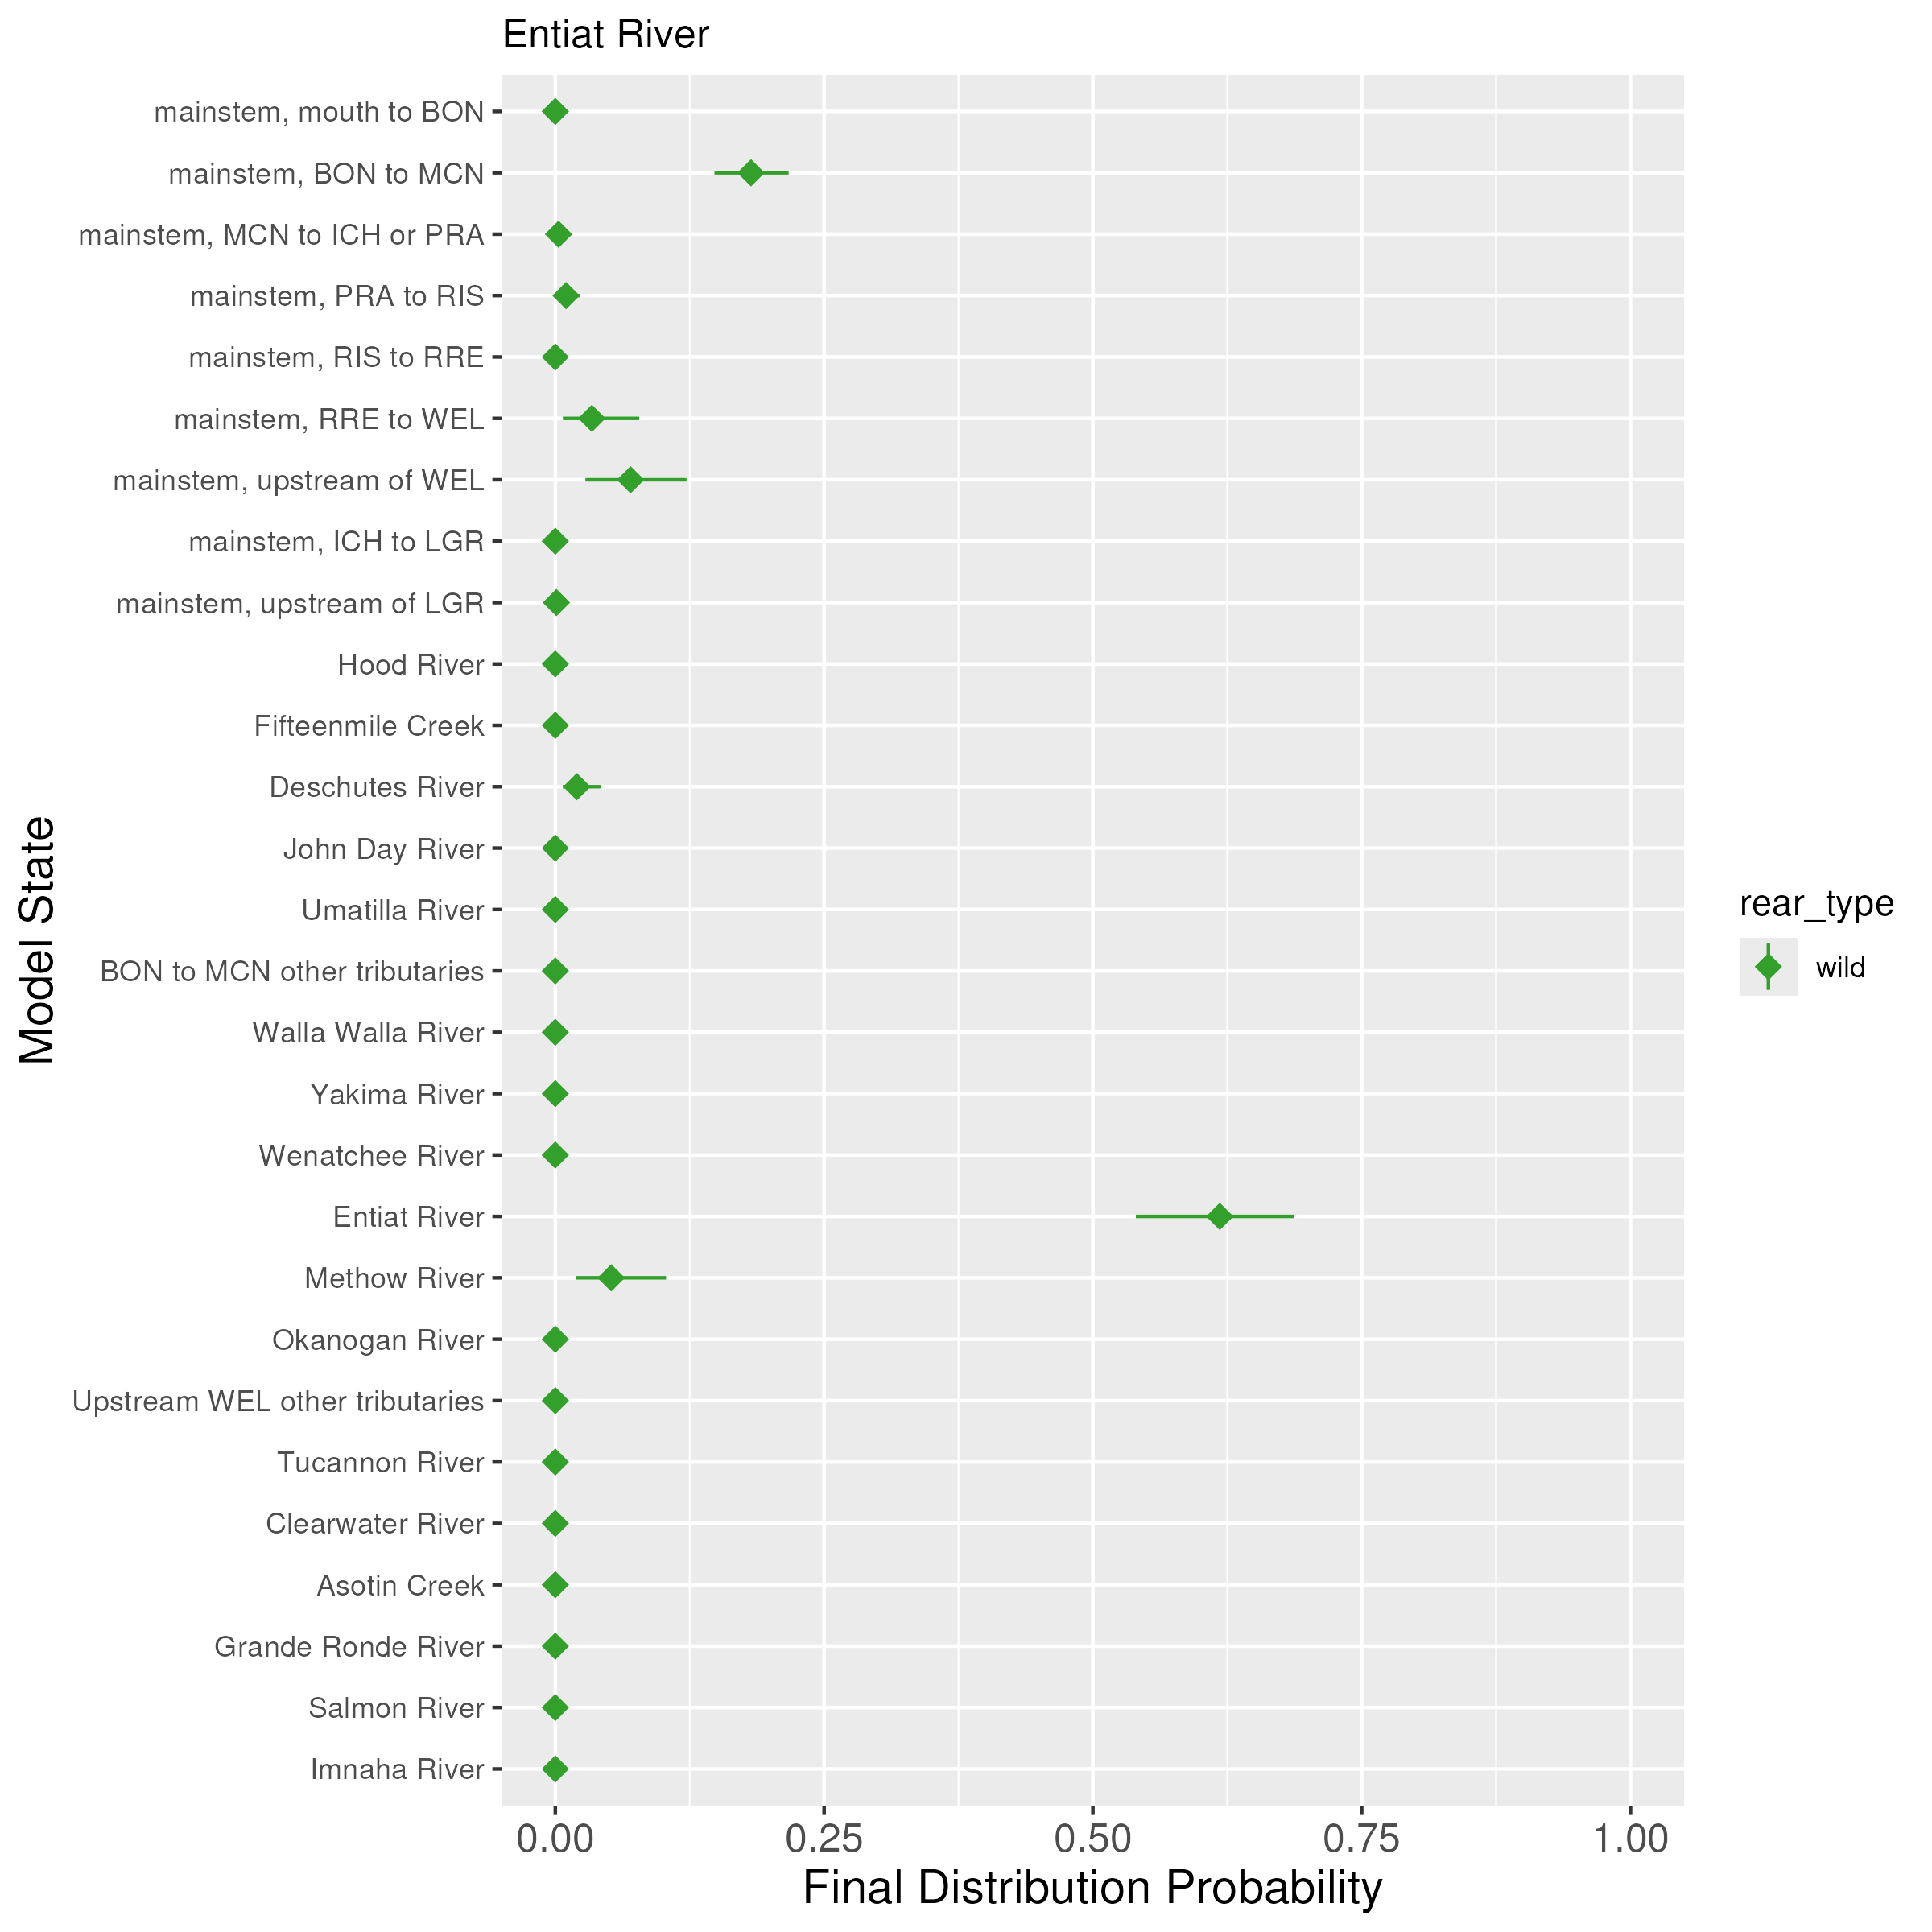 Entiat River
mainstem, mouth to BON
mainstem, BON to MCN
mainstem, MCN to ICH or PRA
mainstem, PRA to RIS
mainstem, RIS to RRE
mainstem, RRE to WEL
mainstem, upstream of WEL
mainstem, ICH to LGR
mainstem, upstream of LGR
Hood River
Fifteenmile Creek
Deschutes River
John Day River
Umatilla River
BON to MCN other tributaries
Walla Walla River
Yakima River
Wenatchee River
Entiat River
Methow River
Okanogan River
Upstream WEL other tributaries
Tucannon River
Clearwater River
Asotin Creek
Grande Ronde River
Salmon River
Imnaha River
Model State
0.00 0.25 0.50 0.75 1.00
Final Distribution Probability
rear_type
wild